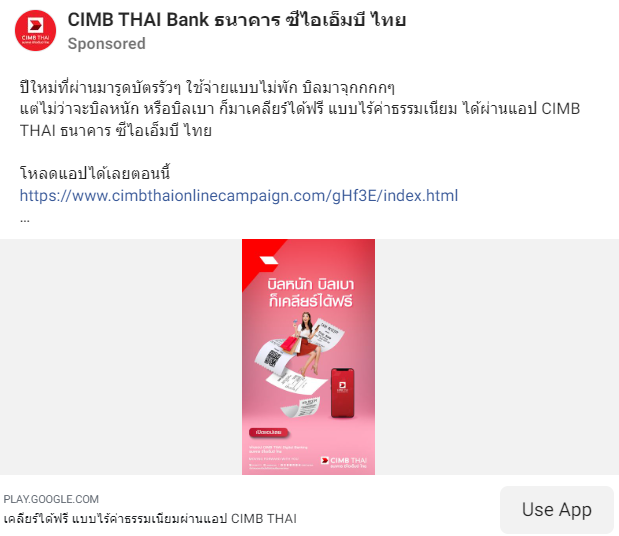 CIMB THAI Bank ธนาคาร ซีไอเอ็มบี ไทย
Sponsored
ปีใหม่ที่ผ่านมารูดบัตรรัวๆ ใช้จ่ายแบบไม่พัก บิลมาจุกกกกๆ
แต่ไม่ว่าจะบิลหนัก หรือบิลเบา ก็มาเคลียร์ได้ฟรี แบบไร้ค่าธรรมเนียม ได้ผ่านแอป CIMB
THAI ธนาคาร ซีไอเอ็มบี ไทย
โหลดแอปได้เลยตอนนี้
https://www.cimbthaionlinecampaign.com/gHf3E/index.html
...
บิลหนัก บิลเบา
ก็เคลียร์ได้ฟรี
CIMB THAI
PLAY.GOOGLE.COM
เคลียร์ได้ฟรี แบบไร้ค่าธรรมเนียมผ่านแอป CIMB THAI
Use App